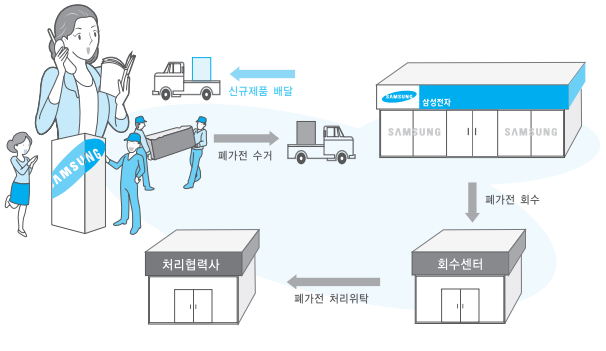 신규제품 배달
SAMSUNG
삼성전자
SAMSUNG
SAMSUNG
SAMSUNG
폐가전 수거
폐가전 회수
처리협력사
회수센터
폐가전 처리위탁